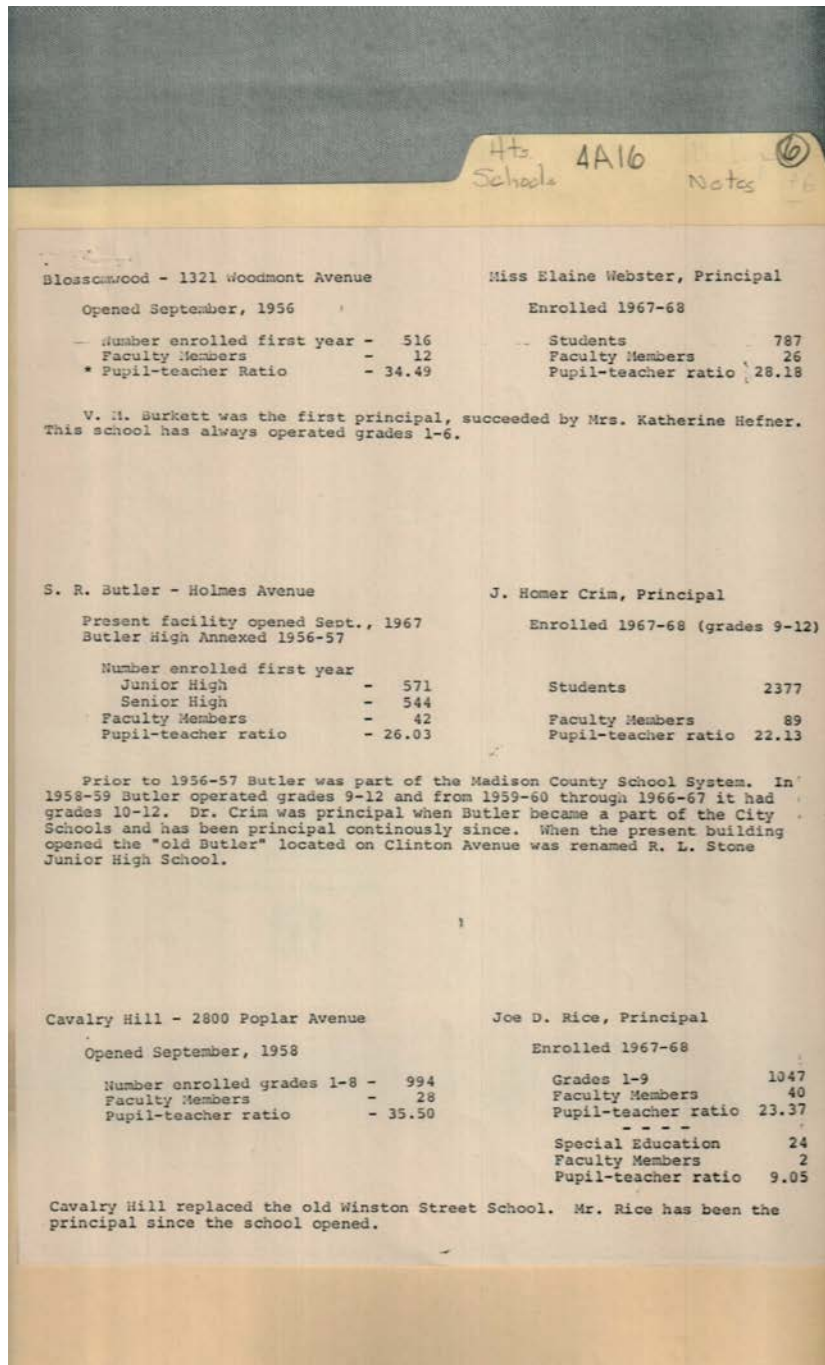 Hts 4A16 6
Schools Notes
Blossomwood - 1321 Woodmont Avenue Miss Elaine Webster, Principal
Opened September, 1956 Enrolled 1967-68
Number enrolled first year - 516 Students 787
Faculty Members - 12 Faculty Members 26
* Pupil-teacher Ratio - 34.49 Pupil-teacher ratio 28.18
V. M. Burkett was the first principal, succeeded by Mrs. Katherine Hefner.
This school has always operated grades 1-6.
S. R. Butler - Holmes Avenue J. Homer Crim, Principal
Present facility opened Sept., 1967 Enrolled 1967-68 (grades 9-12)
Butler High Annexed 1956-57
Number enrolled first year
Junior High - 571 Students 2377
Senior High - 544
Faculty Members - 42 Faculty Members 89
Pupil-teacher ratio - 26.03 Pupil-teacher ratio 22.13
Prior to 1956-57 Butler was part of the Madison County School System. In
1958-59 Butler operated grades 9-12 and from 1959-60 through 1966-67 it had
grades 10-12. Dr. Crim was principal when Butler became a part of the City
Schools and has been principal continously since. When the present building
opened the "old Butler" located on Clinton Avenue was renamed R. L. Stone
Junior High School.
Cavalry Hill - 2800 Poplar Avenue Joe D. Rice, Principal
Opened September, 1958 Enrolled 1967-68
Number enrolled grades 1-8 - 994 Grades 1-9 1047
Faculty Members - 28 Faculty Members 40
Pupil-teacher ratio - 35.50 Pupil-teacher ratio 23.37
- - - -
Special Education 24
Faculty Members 2
Pupil-teacher ratio 9.05
Cavalry Hill replaced the old Winston Street School. Mr. Rice has been the
principal since the school opened.